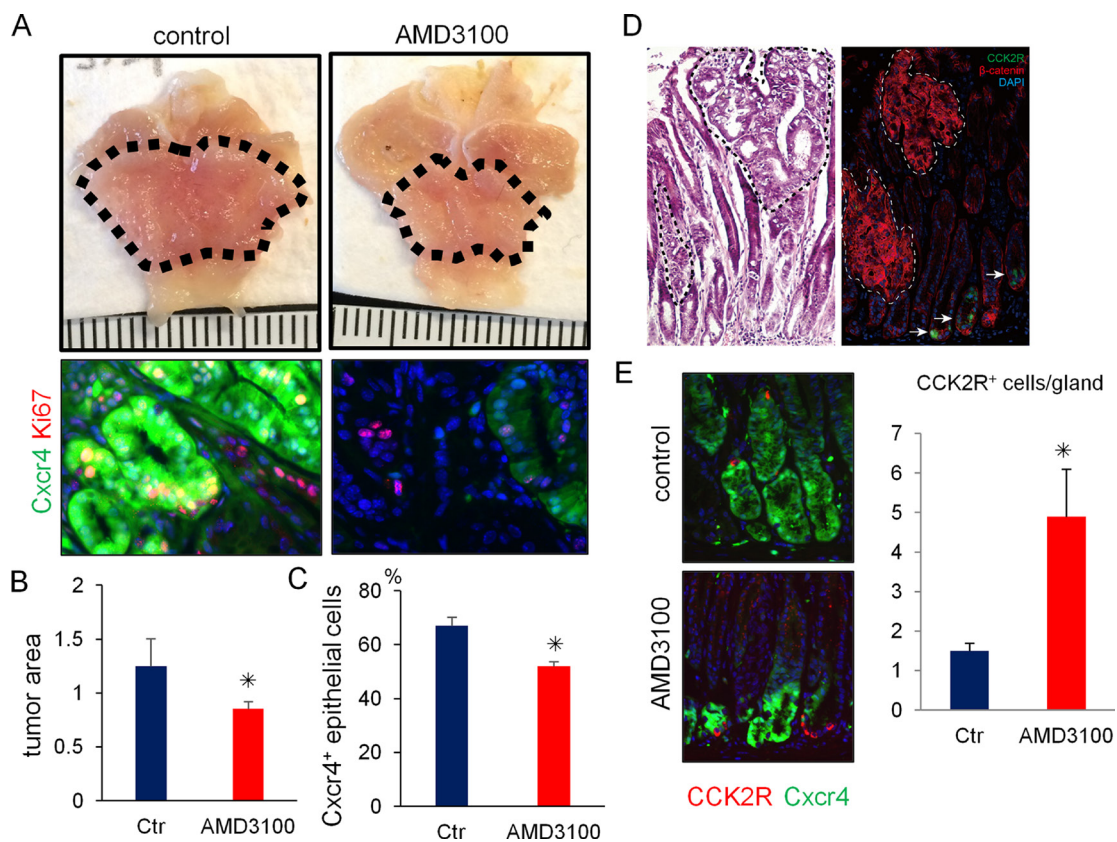 A
control
AMD3100
Cxcr4 Ki67
B
tumor area
2
1.5
1
0.5
0
Ctr
AMD3100
C
%
Cxcr4⁺ epithelial cells
80
60
40
20
0
Ctr
AMD3100
D
CCK2R
β-catenin
DAPI
E
control
AMD3100
CCK2R Cxcr4
CCK2R⁺ cells/gland
7
6
5
4
3
2
1
0
Ctr
AMD3100